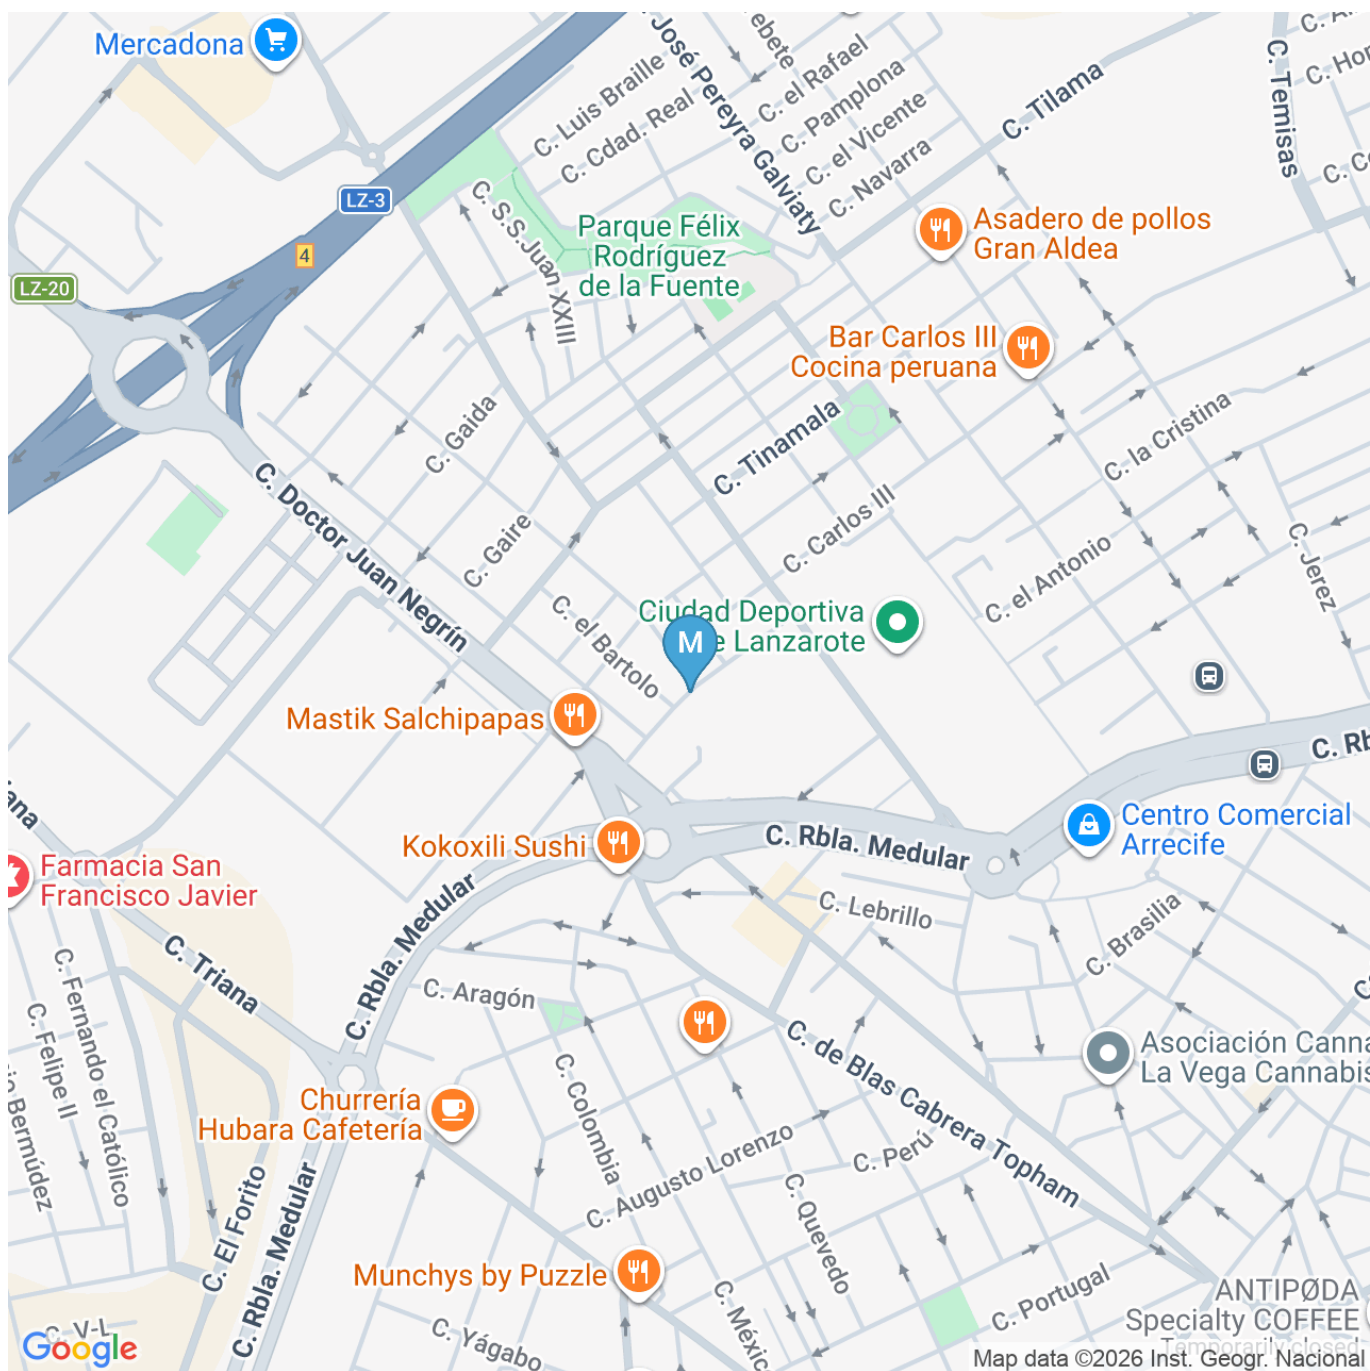 Mercadona
LZ-3
4
LZ-20
C. Luis Braille
C. Cdad. Real
C. S.S.Juan XXIII
José Pereyra Galviaty
C. el Rafael
C. Pamplona
C. el Vicente
C. Navarra
C. Tilama
C. Temisas
Parque Félix
Rodríguez
de la Fuente
Asadero de pollos
Gran Aldea
Bar Carlos III
Cocina peruana
C. Gaida
C. Tinamala
C. la Cristina
C. Doctor Juan Negrín
C. Gaire
C. Carlos III
C. el Antonio
C. Jerez
C. el Bartolo
Ciudad Deportiva
Lanzarote
M
Mastik Salchipapas
Kokoxili Sushi
C. Rbla. Medular
Centro Comercial
Arrecife
Farmacia San
Francisco Javier
C. Rbla. Medular
C. Lebrillo
C. Brasilia
C. Triana
C. Aragón
C. Fernando el Católico
C. Felipe II
Bermúdez
C. El Forito
C. Rbla. Medular
Churrería
Hubara Cafetería
C. Colombia
C. de Blas Cabrera Topham
Asociación Canna
La Vega Cannabis
C. Augusto Lorenzo
C. Perú
C. Quevedo
Munchys by Puzzle
C. México
C. Portugal
C. Yágabo
C. V-L
ANTIPØDA
Specialty COFFEE
Temporarily closed
Google
Map data ©2026 Inst. Geogr. Nacional